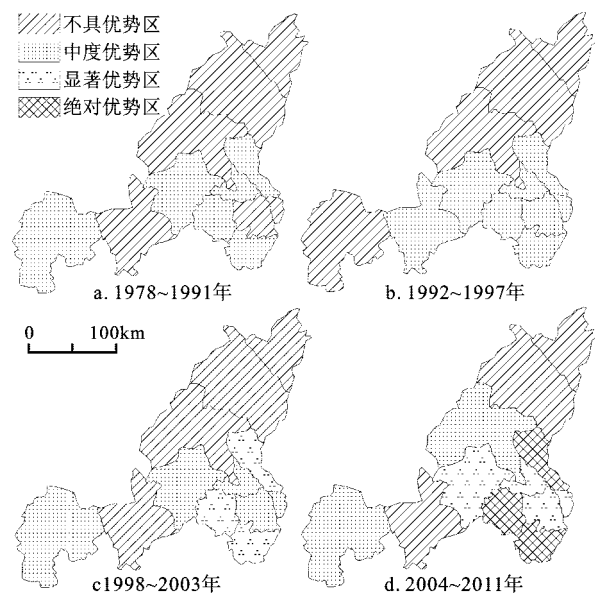 不具优势区
中度优势区
显著优势区
绝对优势区
a. 1978~1991年
b. 1992~1997年
0 100km
c1998~2003年
d. 2004~2011年